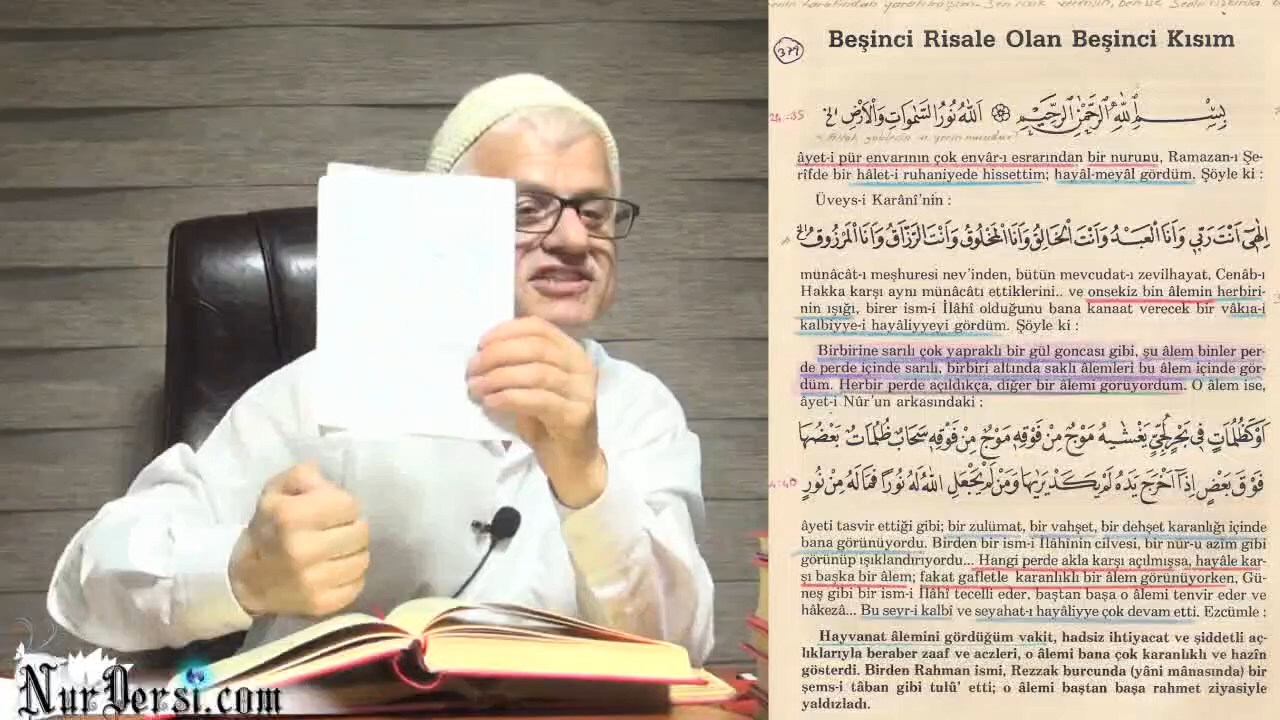 Beşinci Risale Olan Beşinci Kısım
379
24:35
بِسْــمِ اللّٰهِ الرَّحْمٰنِ الرَّحٖيمِ ۞ اَللّٰهُ نُورُ السَّمٰوَاتِ وَالْاَرْضِ الخ
âyet-i pür envarının çok envâr-ı esrarından bir nurunu, Ramazan-ı Şe-
rîfde bir hâlet-i ruhaniyede hissettim; hayâl-meyâl gördüm. Şöyle ki :
Üveys-i Karânî'nin :
اِلٰهٖى اَنْتَ رَبّٖى وَاَنَا الْعَبْدُ وَاَنْتَ الْخَالِقُ وَاَنَا الْمَخْلُوقُ وَاَنْتَ الرَّزَّاقُ وَاَنَا الْمَرْزُوقُ الخ
münâcât-ı meşhuresi nev'inden, bütün mevcudat-ı zevilhayat, Cenâb-ı
Hakka karşı aynı münâcâtı ettiklerini.. ve onsekiz bin âlemin herbiri-
nin ışığı, birer ism-i İlâhî olduğunu bana kanaat verecek bir vâkıa-i
kalbiyye-i hayâliyyeyi gördüm. Şöyle ki :
Birbirine sarılı çok yapraklı bir gül goncası gibi, şu âlem binler per-
de perde içinde sarılı, birbiri altında saklı âlemleri bu âlem içinde gör-
düm. Herbir perde açıldıkça, diğer bir âlemi görüyordum. O âlem ise,
âyet-i Nûr'un arkasındaki :
اَوْ كَظُلُمَاتٍ فٖى بَحْرٍ لُجِّىٍّ يَغْشٰيهُ مَوْجٌ مِنْ فَوْقِهٖ مَوْجٌ مِنْ فَوْقِهٖ سَحَابٌ ظُلُمَاتٌ بَعْضُهَا
فَوْقَ بَعْضٍ اِذَٓا اَخْرَجَ يَدَهُ لَمْ يَكَدْ يَرٰيهَا وَمَنْ لَمْ يَجْعَلِ اللّٰهُ لَهُ نُورًا فَمَا لَهُ مِنْ نُورٍ
âyeti tasvir ettiği gibi; bir zulümat, bir vahşet, bir dehşet karanlığı içinde
bana görünüyordu. Birden bir ism-i İlâhînin cilvesi, bir nur-u azîm gibi
görünüp ışıklandırıyordu... Hangi perde akla karşı açılmışsa, hayâle kar-
şı başka bir âlem; fakat gafletle karanlıklı bir âlem görünüyorken, Gü-
neş gibi bir ism-i İlâhî tecelli eder, baştan başa o âlemi tenvir eder ve
hâkezâ... Bu seyr-i kalbî ve seyahat-ı hayâliyye çok devam etti. Ezcümle :
Hayvanat âlemini gördüğüm vakit, hadsiz ihtiyacat ve şiddetli aç-
lıklarıyla beraber zaaf ve aczleri, o âlemi bana çok karanlıklı ve hazîn
gösterdi. Birden Rahman ismi, Rezzak burcunda (yâni mânasında) bir
şems-i tâban gibi tulû' etti; o âlemi baştan başa rahmet ziyasiyle
yaldızladı.
NurDersi.com